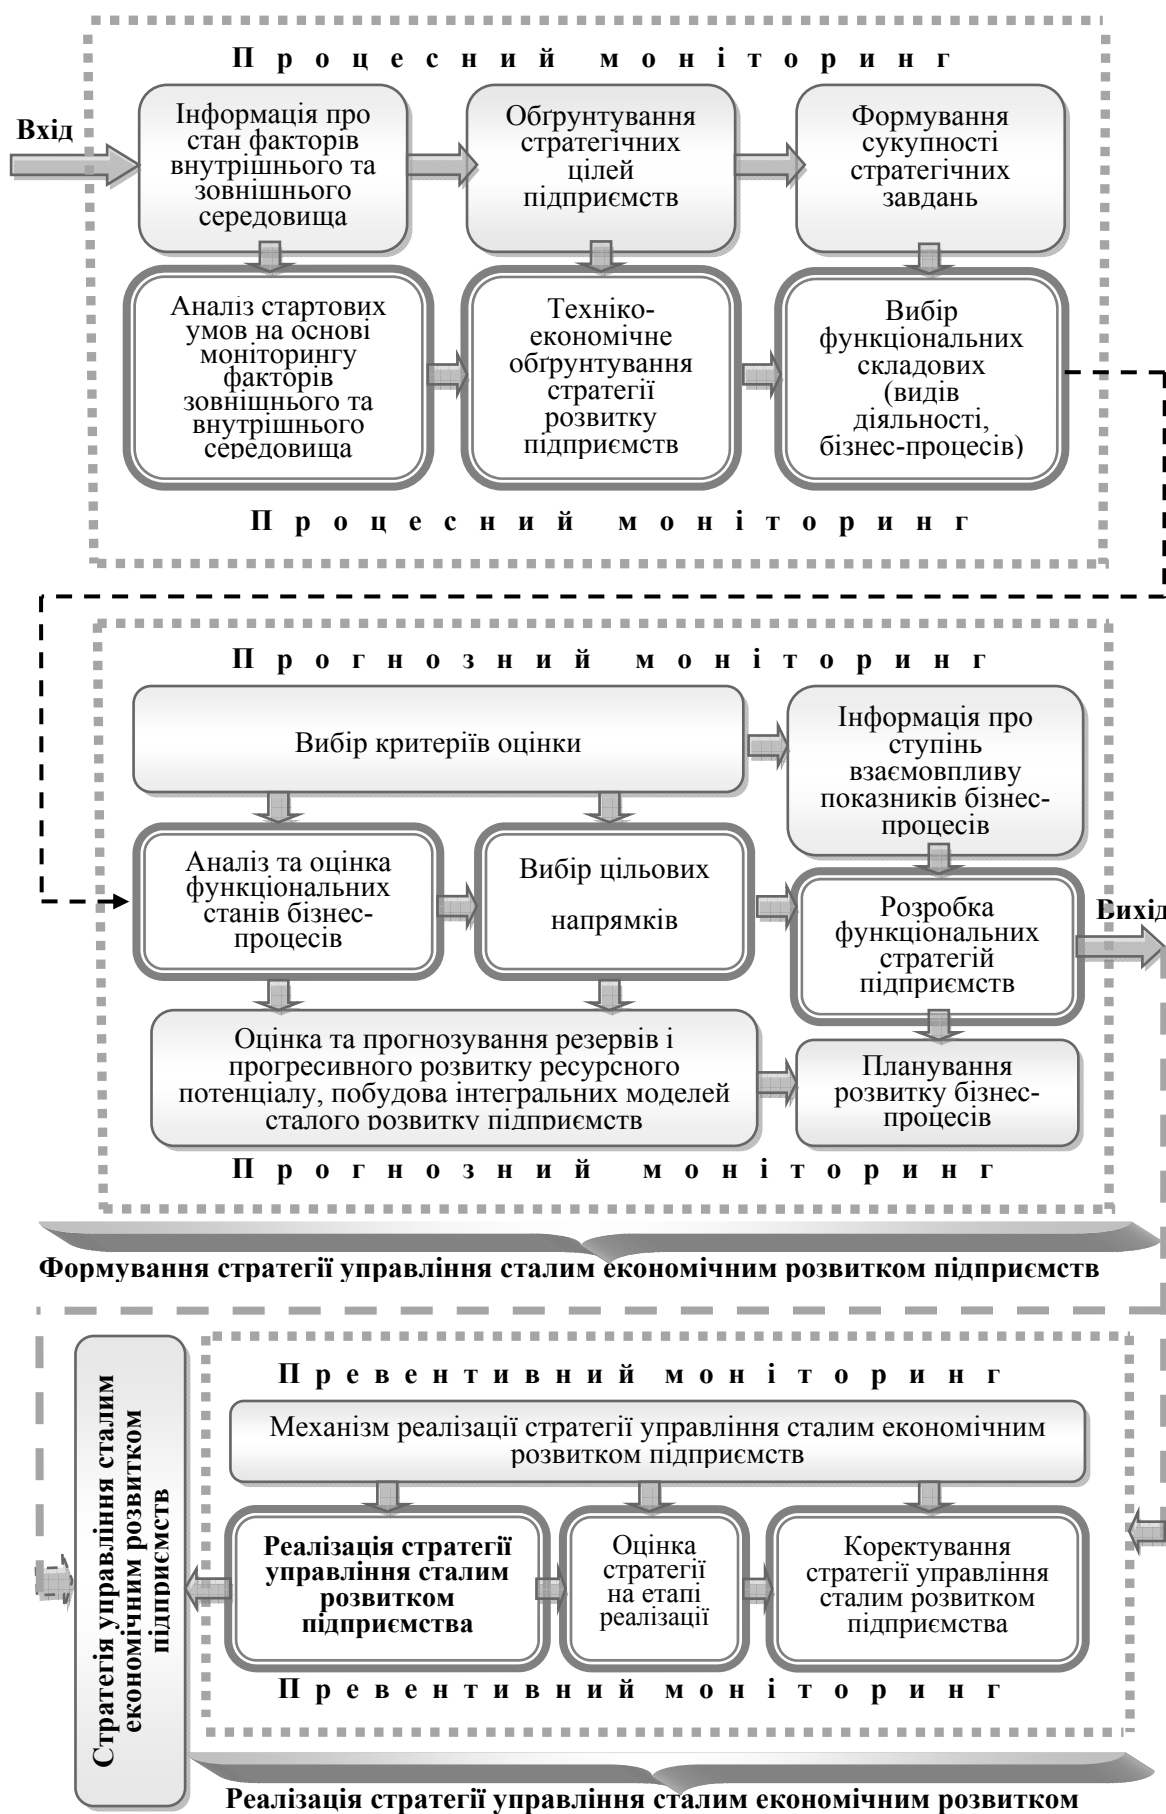 П р о ц е с н и й м о н і т о р и н г
Вхід
Інформація про
стан факторів
внутрішнього та
зовнішнього
середовища
Обґрунтування
стратегічних
цілей
підприємств
Формування
сукупності
стратегічних
завдань
Аналіз стартових
умов на основі
моніторингу
факторів
зовнішнього та
внутрішнього
середовища
Техніко-
економічне
обґрунтування
стратегії
розвитку
підприємств
Вибір
функціональних
складових
(видів
діяльності,
бізнес-процесів)
П р о ц е с н и й м о н і т о р и н г
П р о г н о з н и й м о н і т о р и н г
Вибір критеріїв оцінки
Інформація про
ступінь
взаємовпливу
показників бізнес-
процесів
Аналіз та оцінка
функціональних
станів бізнес-
процесів
Вибір цільових
напрямків
Розробка
функціональних
стратегій
підприємств
Вихід
Оцінка та прогнозування резервів і
прогресивного розвитку ресурсного
потенціалу, побудова інтегральних моделей
сталого розвитку підприємств
Планування
розвитку бізнес-
процесів
П р о г н о з н и й м о н і т о р и н г
Формування стратегії управління сталим економічним розвитком підприємств
Стратегія управління сталим
економічним розвитком
підприємств
П р е в е н т и в н и й м о н і т о р и н г
Механізм реалізації стратегії управління сталим економічним
розвитком підприємств
Реалізація стратегії
управління сталим
розвитком
підприємства
Оцінка
стратегії
на етапі
реалізації
Коректування
стратегії управління
сталим розвитком
підприємства
П р е в е н т и в н и й м о н і т о р и н г
Реалізація стратегії управління сталим економічним розвитком